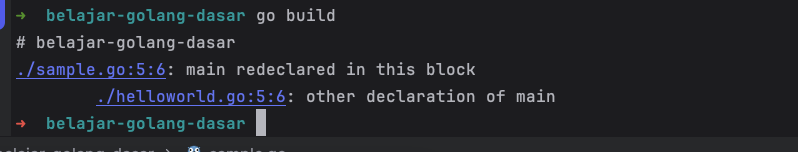 → belajar-golang-dasar go build
# belajar-golang-dasar
./sample.go:5:6: main redeclared in this block
./helloworld.go:5:6: other declaration of main
→ belajar-golang-dasar